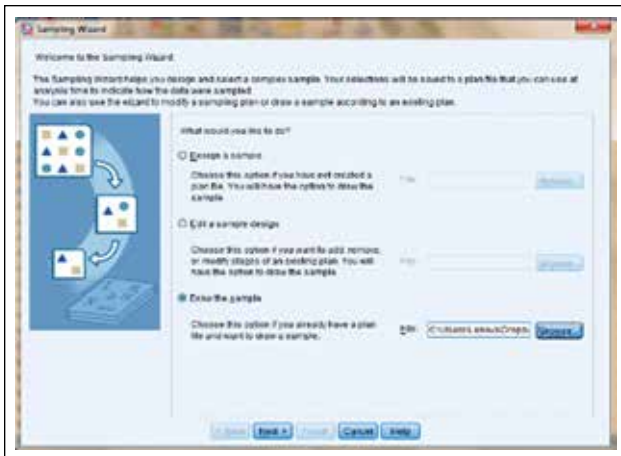 Sampling Wizard
Welcome to the Sampling Wizard
The Sampling Wizard helps you design and select a complex sample. Your selections will be saved to a plan file that you can use at
analysis time to indicate how the data were sampled.
You can also use the wizard to modify a sampling plan or draw a sample according to an existing plan.
What would you like to do?
Design a sample
Choose this option if you have not created a
plan file. You will have the option to draw the
sample.
File:
Browse...
Edit a sample design
Choose this option if you want to add, remove,
or modify stages of an existing plan. You will
have the option to draw the sample.
File:
Browse...
Draw the sample
Choose this option if you already have a plan
file and want to draw a sample.
File:
Browse...
< Back Next > Finish Cancel Help